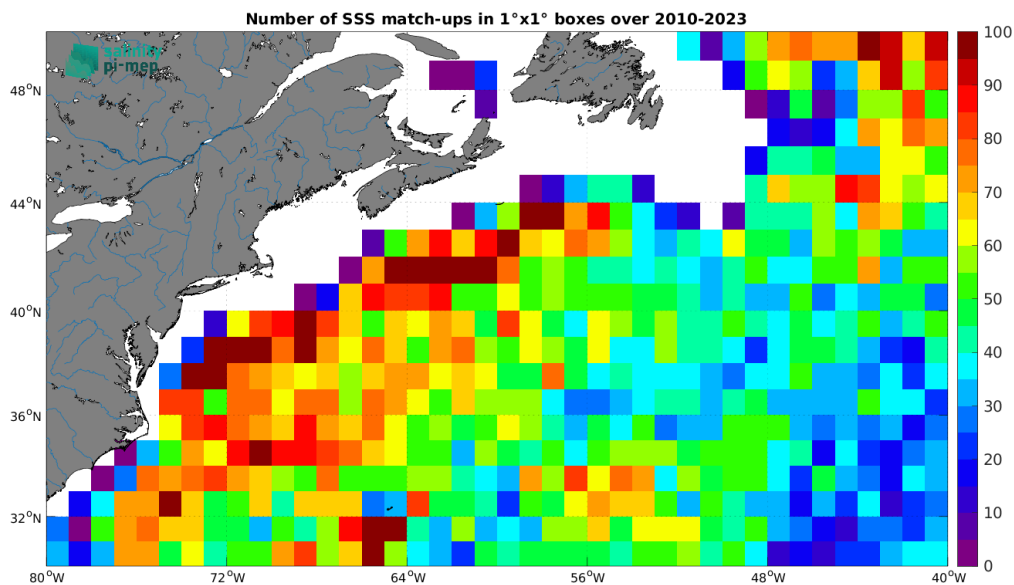 Number of SSS match-ups in 1°x1° boxes over 2010-2023
salinity
pi-mep
48°N
44°N
40°N
36°N
32°N
80°W
72°W
64°W
56°W
48°W
40°W
100
90
80
70
60
50
40
30
20
10
0